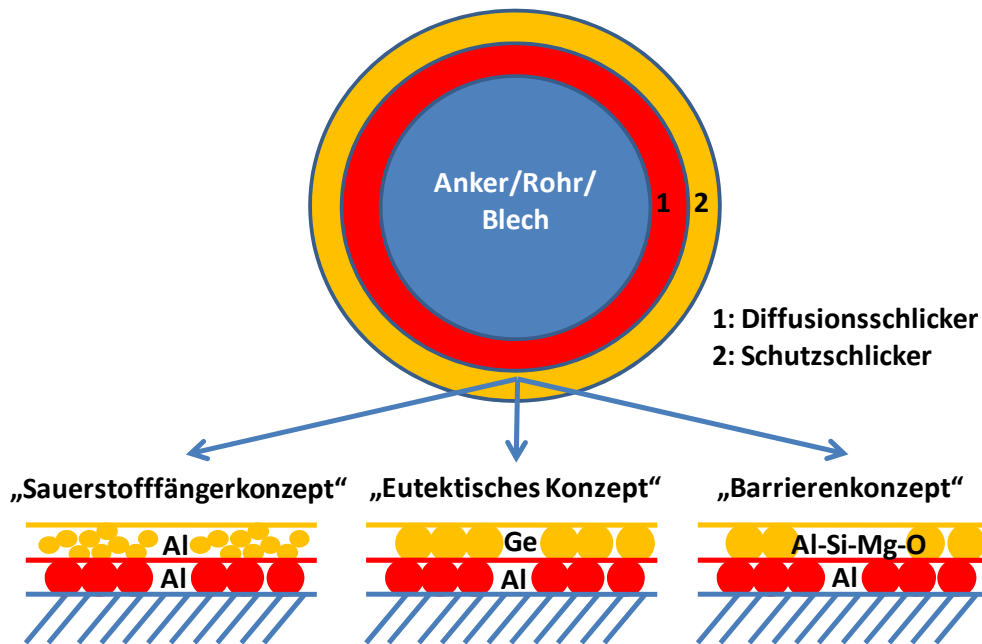 Anker/Rohr/
Blech
1
2
1: Diffusionsschlicker
2: Schutzschlicker
„Sauerstofffängerkonzept“
„Eutektisches Konzept“
„Barrierenkonzept“
Al
Al
Ge
Al
Al-Si-Mg-O
Al